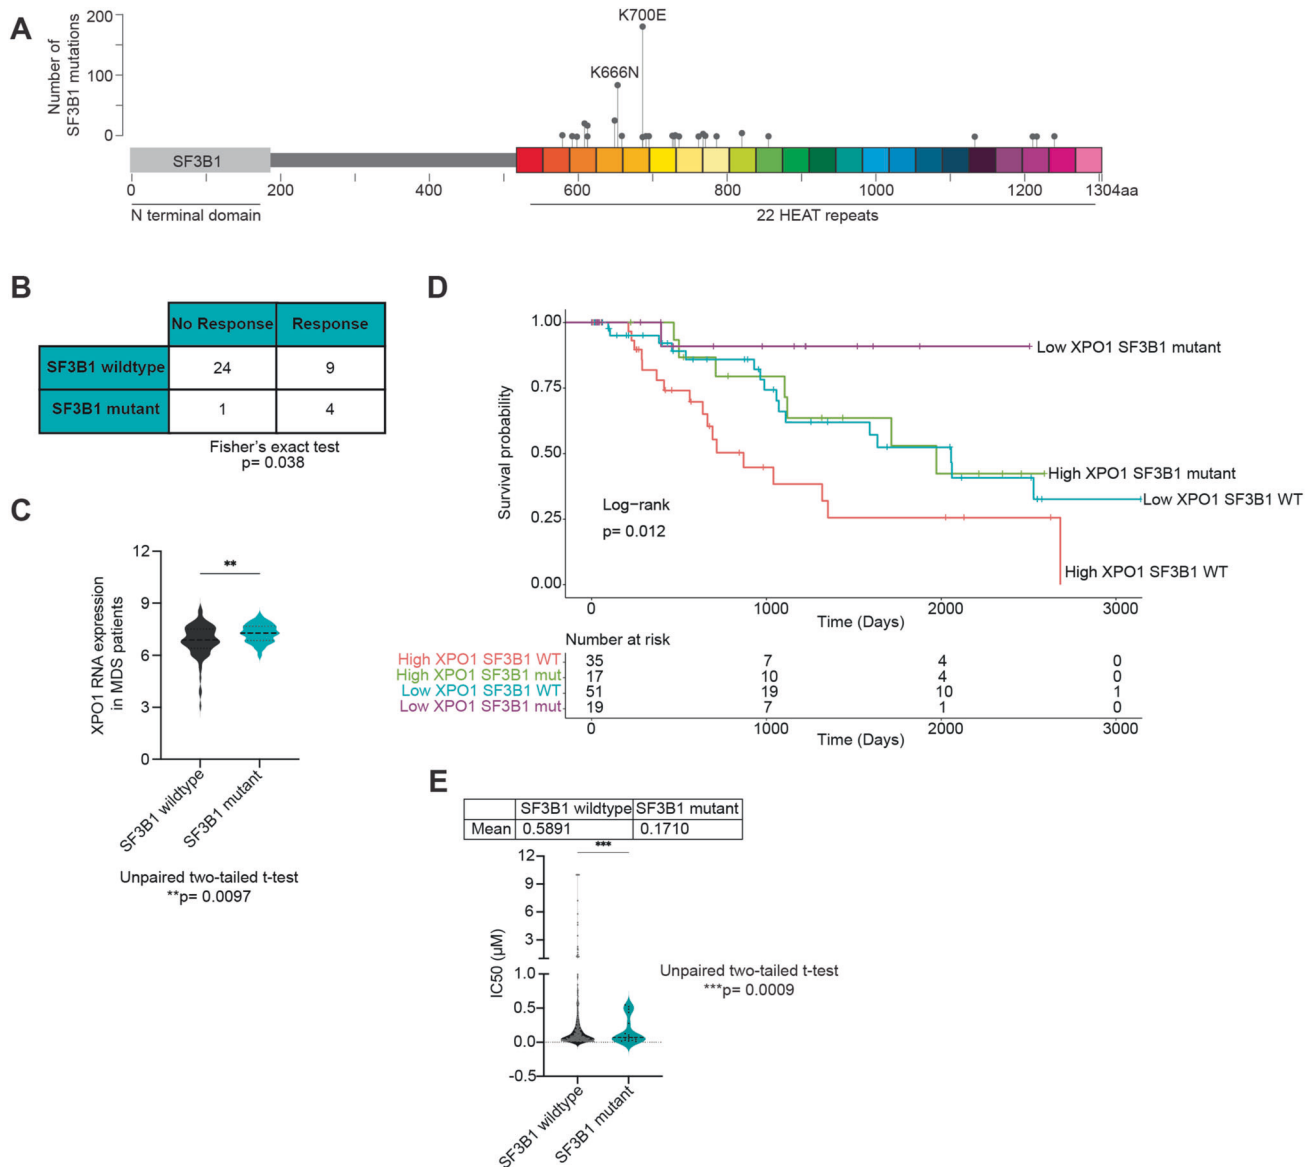 A
Number of
SF3B1 mutations
200
100
0
K700E
K666N
SF3B1
0
200
400
600
800
1000
1200
1304aa
N terminal domain
22 HEAT repeats
B
No Response
Response
SF3B1 wildtype
24
9
SF3B1 mutant
1
4
Fisher's exact test
p= 0.038
C
XPO1 RNA expression
in MDS patients
12
9
6
3
0
**
SF3B1 wildtype
SF3B1 mutant
Unpaired two-tailed t-test
**p= 0.0097
D
Survival probability
1.00
0.75
0.50
0.25
0.00
Low XPO1 SF3B1 mutant
High XPO1 SF3B1 mutant
Low XPO1 SF3B1 WT
High XPO1 SF3B1 WT
Log-rank
p= 0.012
0 1000 2000 3000
Time (Days)
Number at risk
High XPO1 SF3B1 WT 35 7 4 0
High XPO1 SF3B1 mut 17 10 4 0
Low XPO1 SF3B1 WT 51 19 10 1
Low XPO1 SF3B1 mut 19 7 1 0
0 1000 2000 3000
Time (Days)
E
SF3B1 wildtype SF3B1 mutant
Mean 0.5891 0.1710
***
IC50 (µM)
12
9
6
3
1.0
0.5
0.0
-0.5
SF3B1 wildtype
SF3B1 mutant
Unpaired two-tailed t-test
***p= 0.0009